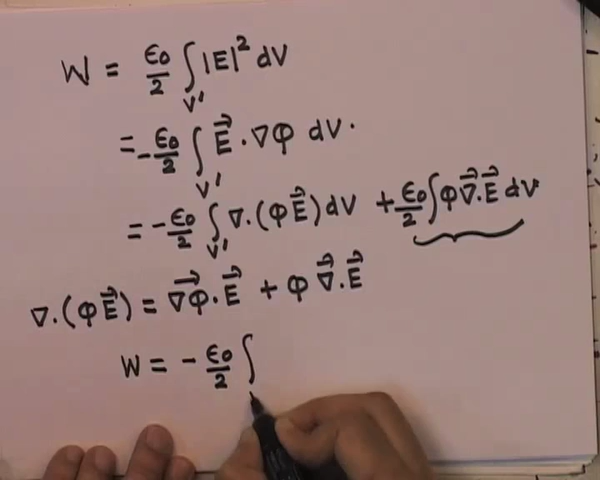 W = ε₀/2 ∫_V' |E|² dV
= -ε₀/2 ∫_V' E⃗ · ∇φ dV.
= -ε₀/2 ∫_V' ∇.(φE⃗) dV + ε₀/2 ∫ φ∇⃗.E⃗ dV
∇.(φE⃗) = ∇φ⃗.E⃗ + φ ∇⃗.E⃗
W = - ε₀/2 ∫